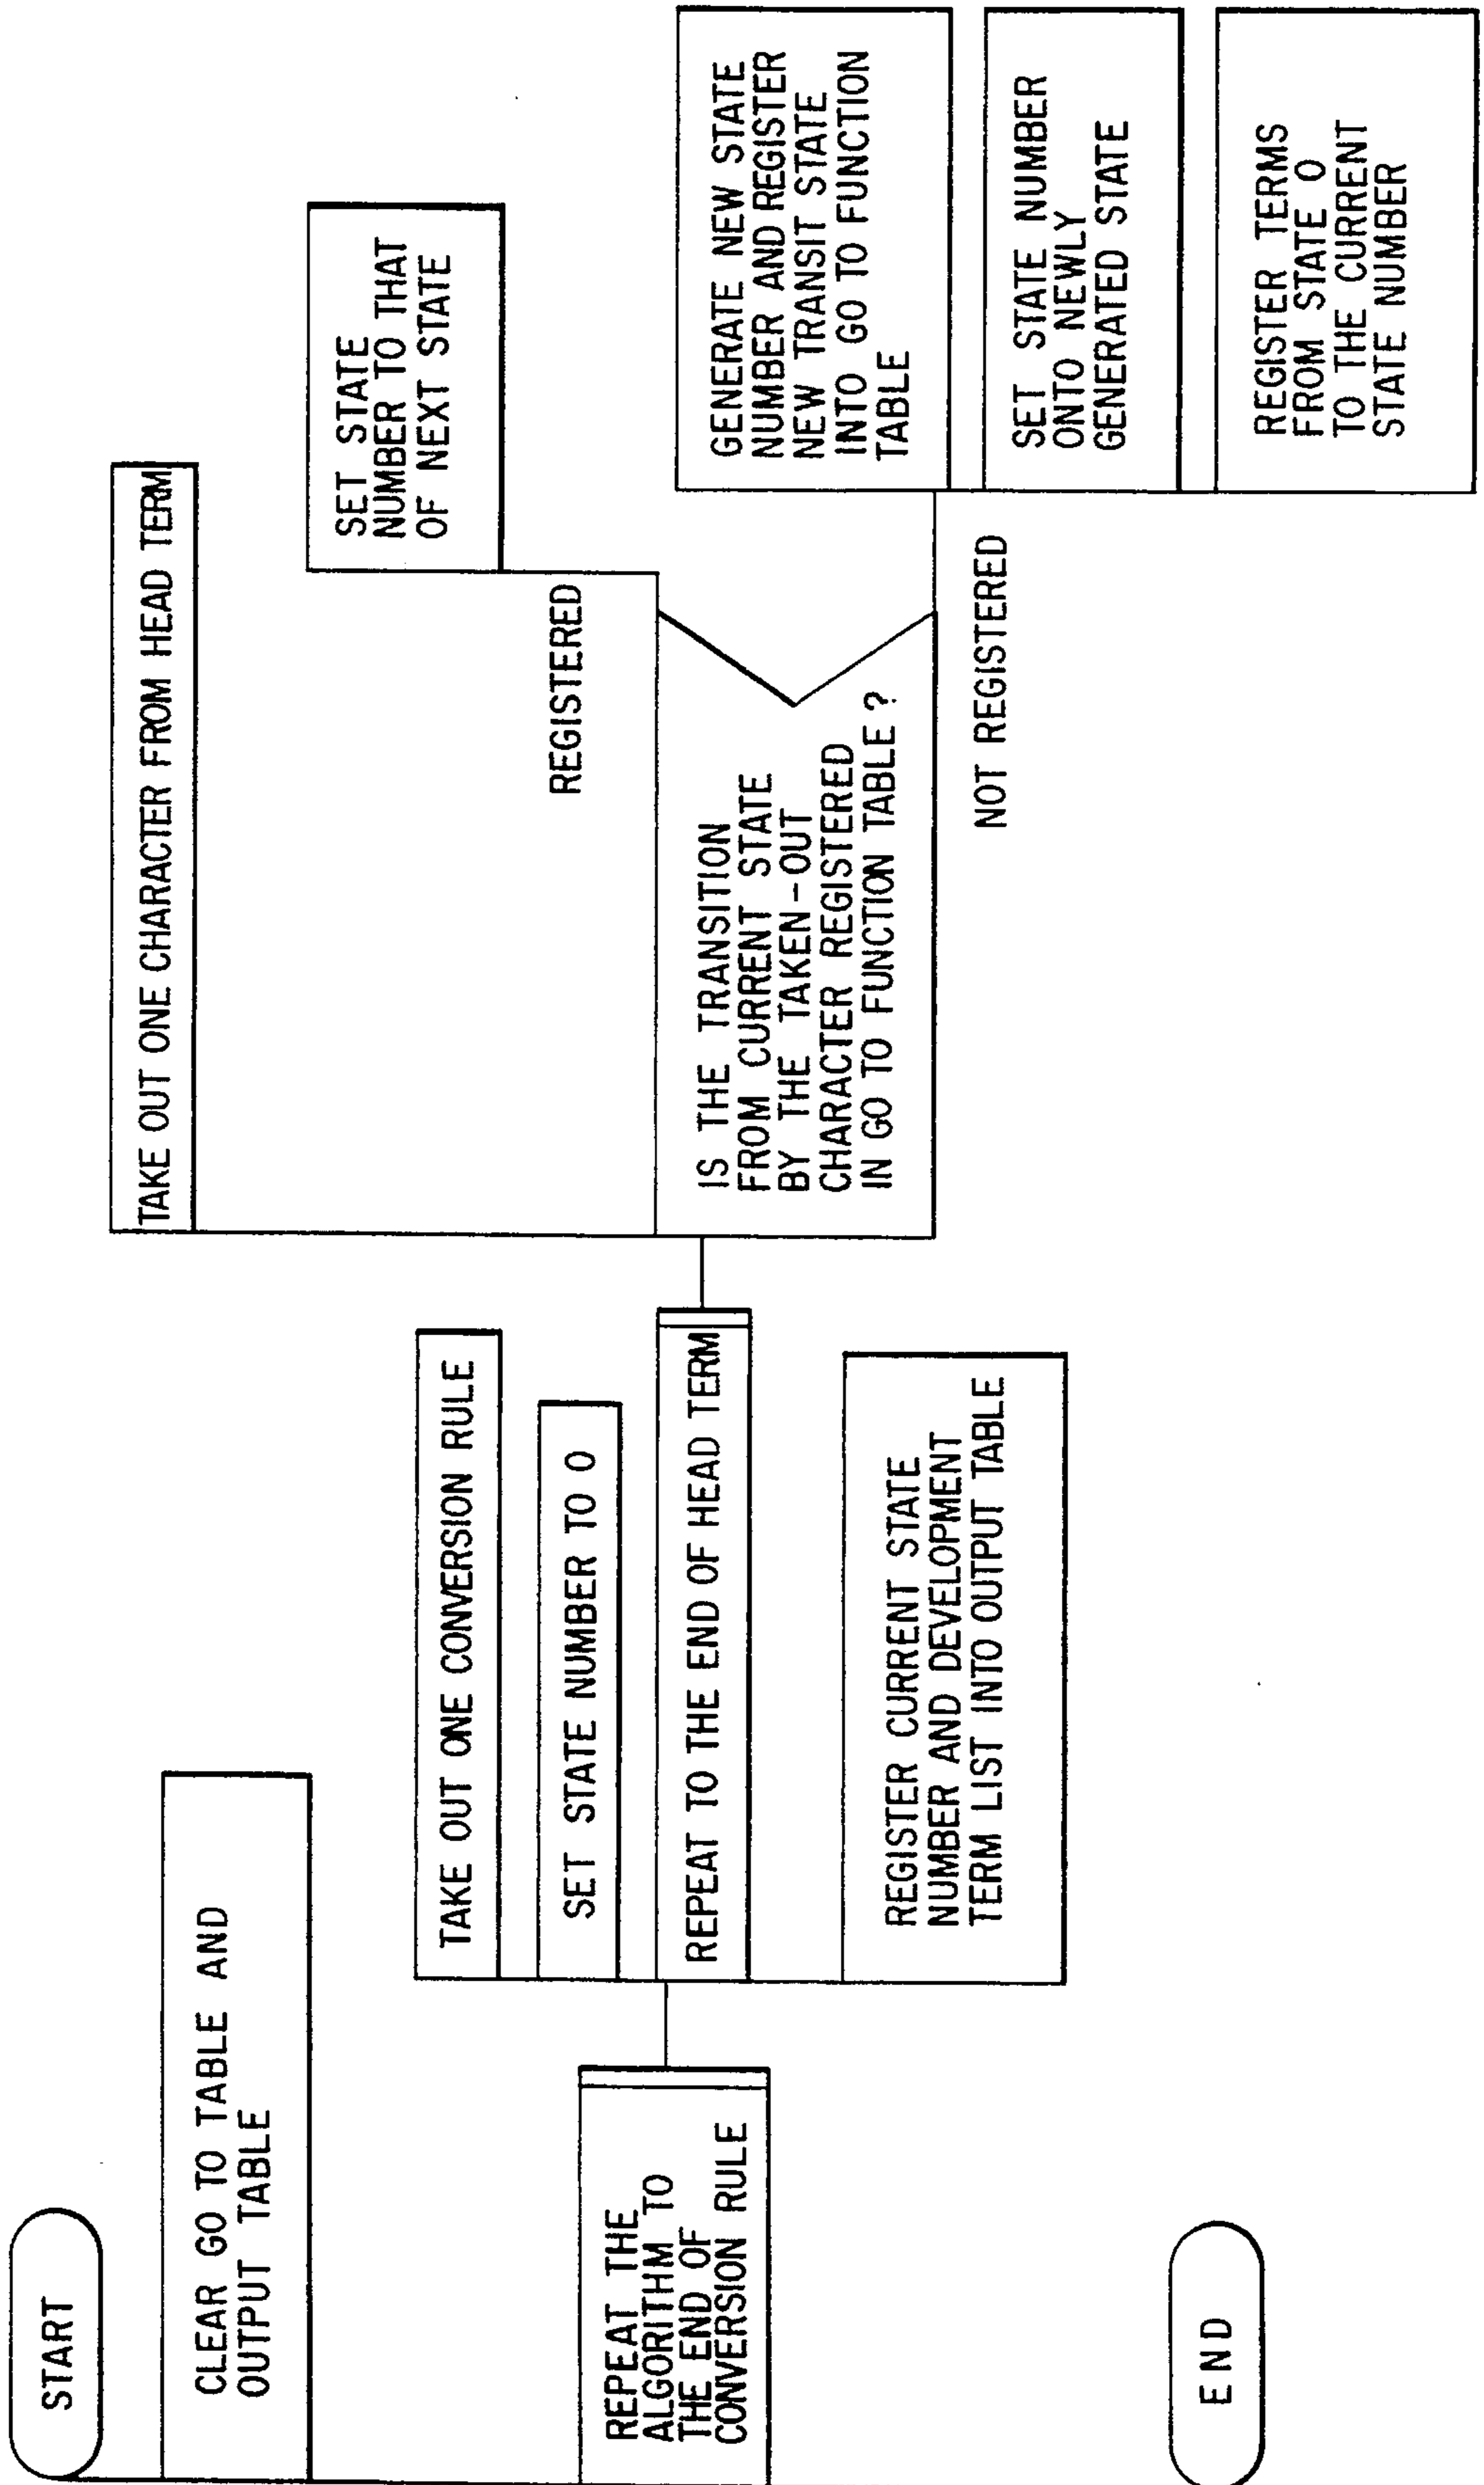 START
CLEAR GO TO TABLE AND
OUTPUT TABLE
REPEAT THE
ALGORITHM TO
THE END OF
CONVERSION RULE
TAKE OUT ONE CONVERSION RULE
SET STATE NUMBER TO 0
REPEAT TO THE END OF HEAD TERM
TAKE OUT ONE CHARACTER FROM HEAD TERM
IS THE TRANSITION
FROM CURRENT STATE
BY THE TAKEN-OUT
CHARACTER REGISTERED
IN GO TO FUNCTION TABLE ?
REGISTERED
SET STATE
NUMBER TO THAT
OF NEXT STATE
NOT REGISTERED
GENERATE NEW STATE
NUMBER AND REGISTER
NEW TRANSIT STATE
INTO GO TO FUNCTION
TABLE
SET STATE NUMBER
ONTO NEWLY
GENERATED STATE
REGISTER TERMS
FROM STATE 0
TO THE CURRENT
STATE NUMBER
REGISTER CURRENT STATE
NUMBER AND DEVELOPMENT
TERM LIST INTO OUTPUT TABLE
END